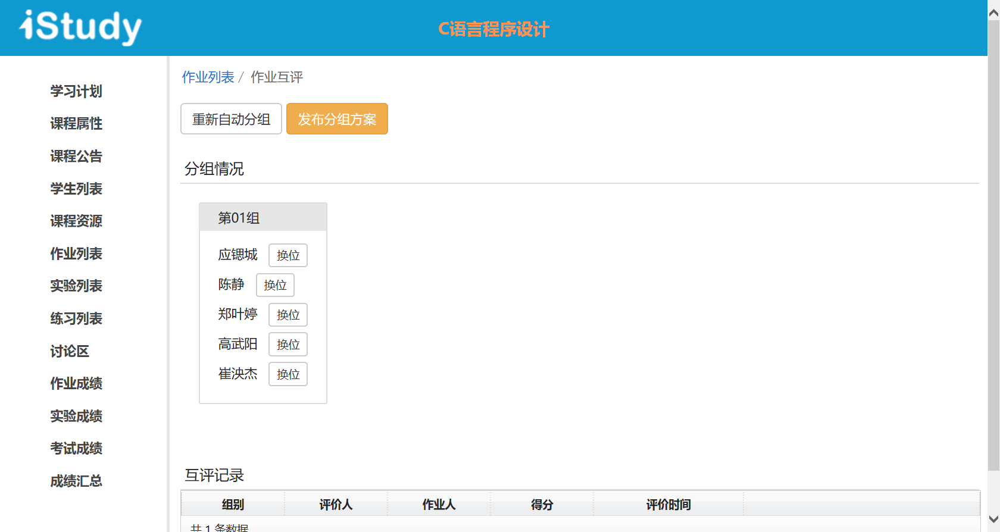 iStudy
C语言程序设计
学习计划
课程属性
课程公告
学生列表
课程资源
作业列表
实验列表
练习列表
讨论区
作业成绩
实验成绩
考试成绩
成绩汇总
作业列表 / 作业互评
重新自动分组 发布分组方案
分组情况
第01组
应锶城 换位
陈静 换位
郑叶婷 换位
高武阳 换位
崔泱杰 换位
互评记录
组别 评价人 作业人 得分 评价时间
共 1 条数据